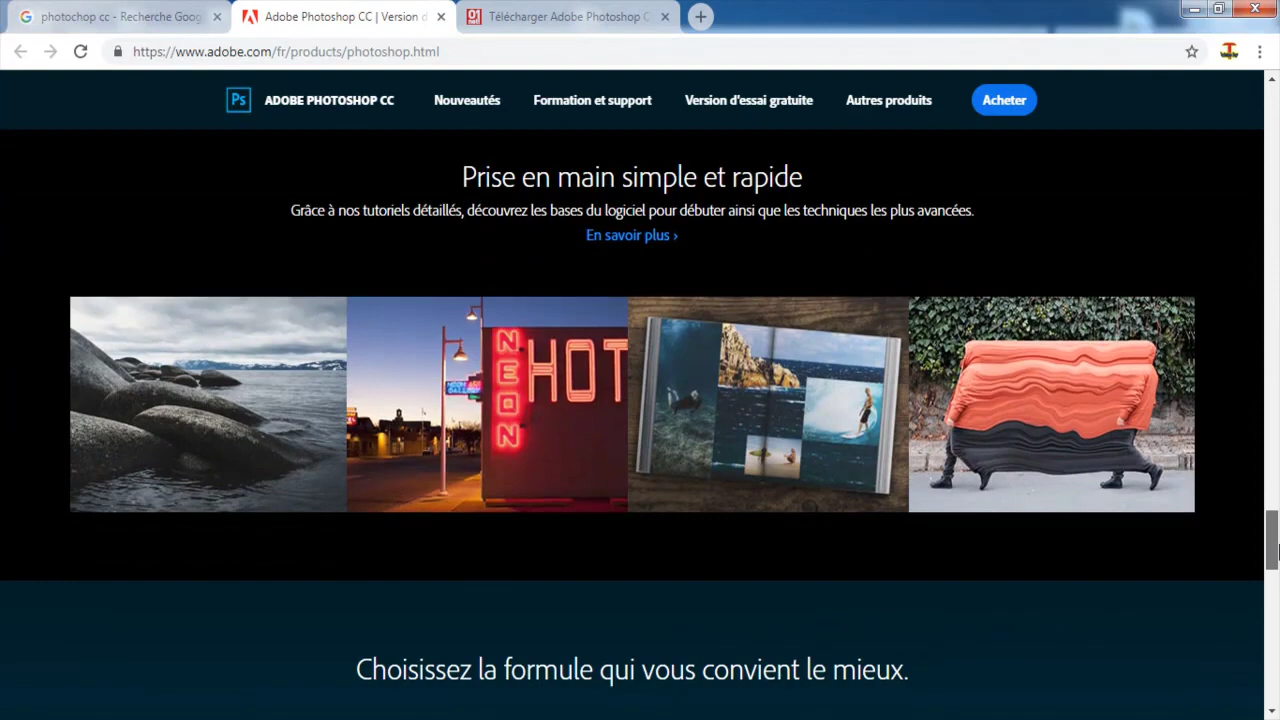 photochop cc - Recherche Goog
Adobe Photoshop CC | Version d
Télécharger Adobe Photoshop C
https://www.adobe.com/fr/products/photoshop.html
Ps ADOBE PHOTOSHOP CC Nouveautés Formation et support Version d'essai gratuite Autres produits Acheter
Prise en main simple et rapide
Grâce à nos tutoriels détaillés, découvrez les bases du logiciel pour débuter ainsi que les techniques les plus avancées.
En savoir plus ›
NEON
HOT
Choisissez la formule qui vous convient le mieux.